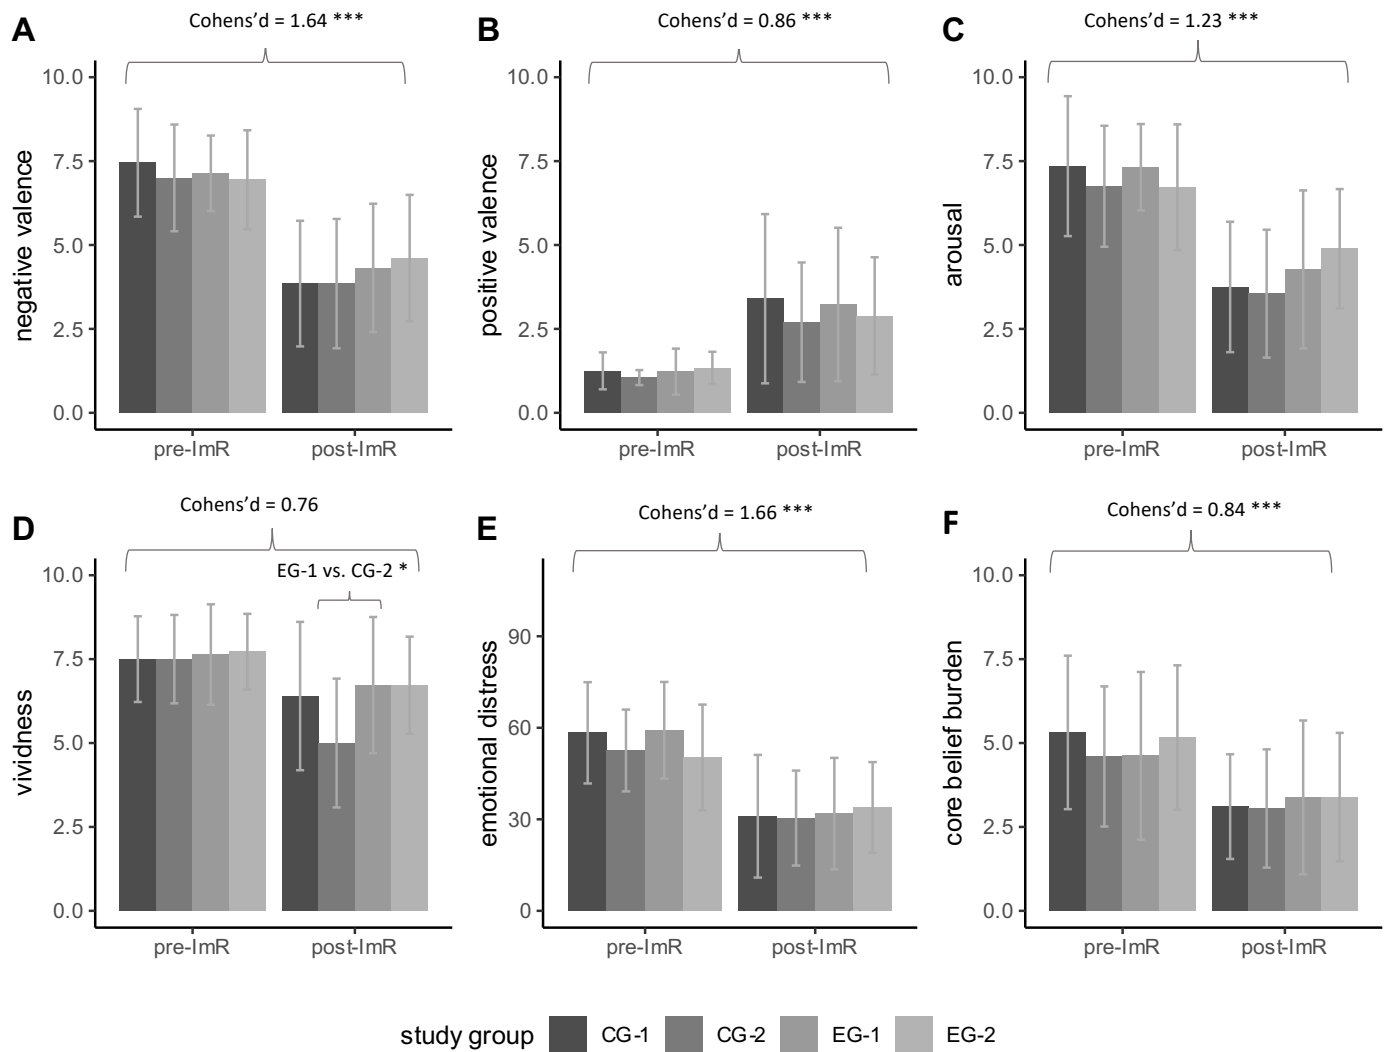 A
Cohens’d = 1.64 ***
negative valence
10.0
7.5
5.0
2.5
0.0
pre-ImR post-ImR
B
Cohens’d = 0.86 ***
positive valence
10.0
7.5
5.0
2.5
0.0
pre-ImR post-ImR
C
Cohens’d = 1.23 ***
arousal
10.0
7.5
5.0
2.5
0.0
pre-ImR post-ImR
D
Cohens’d = 0.76
EG-1 vs. CG-2 *
vividness
10.0
7.5
5.0
2.5
0.0
pre-ImR post-ImR
E
Cohens’d = 1.66 ***
emotional distress
90
60
30
0
pre-ImR post-ImR
F
Cohens’d = 0.84 ***
core belief burden
10.0
7.5
5.0
2.5
0.0
pre-ImR post-ImR
study group CG-1 CG-2 EG-1 EG-2